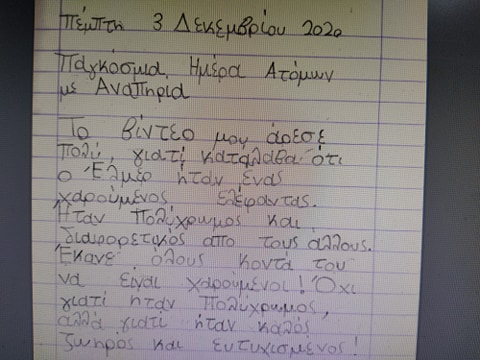 Πέμπτη 3 Δεκεμβρίου 2020
Παγκόσμια Ημέρα Ατόμων
με Αναπηρία
Το βίντεο μου άρεσε
πολύ, γιατί κατάλαβα ότι
ο Έλμερ ήταν ένας
χαρούμενος ελέφαντας.
Ήταν πολύχρωμος και
διαφορετικός απο τους άλλους.
Έκανε όλους κοντά του
να είναι χαρούμενοι! Όχι
γιατί ήταν πολύχρωμος,
αλλά γιατί ήταν καλός
ζωηρός και ευτυχισμένος!